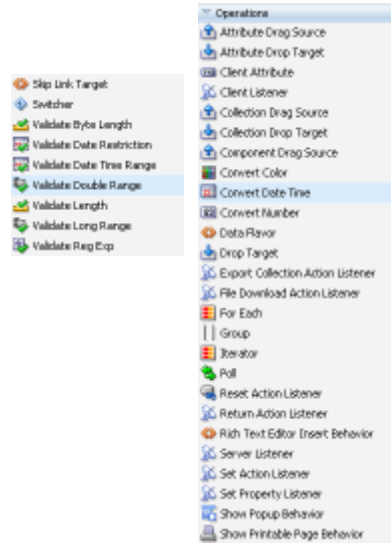 Skip Link Target
Switcher
Validate Byte Length
Validate Date Restriction
Validate Date Time Range
Validate Double Range
Validate Length
Validate Long Range
Validate Reg Exp
Operations
Attribute Drag Source
Attribute Drop Target
Client Attribute
Client Listener
Collection Drag Source
Collection Drop Target
Component Drag Source
Convert Color
Convert Date Time
Convert Number
Data Flavor
Drop Target
Export Collection Action Listener
File Download Action Listener
For Each
Group
Iterator
Poll
Reset Action Listener
Return Action Listener
Rich Text Editor Insert Behavior
Server Listener
Set Action Listener
Set Property Listener
Show Popup Behavior
Show Printable Page Behavior